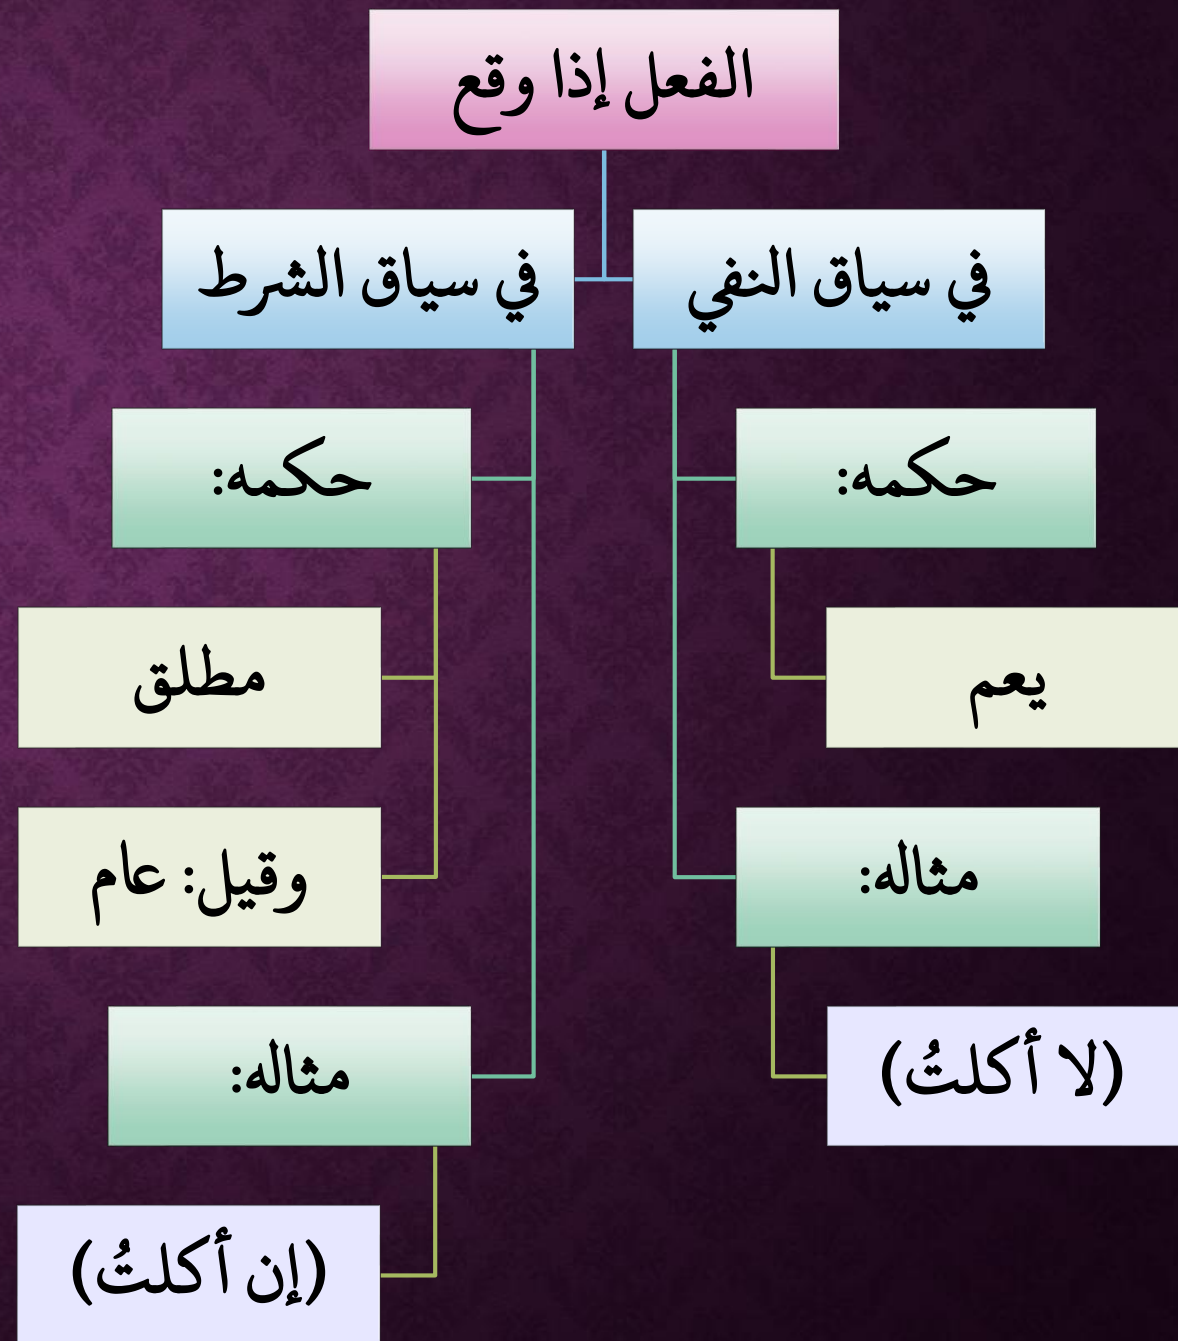 الفعل إذا وقع
في سياق النفي
حكمه:
يعم
مثاله:
(لا أكلتُ)
في سياق الشرط
حكمه:
مطلق
وقيل: عام
مثاله:
(إن أكلتُ)